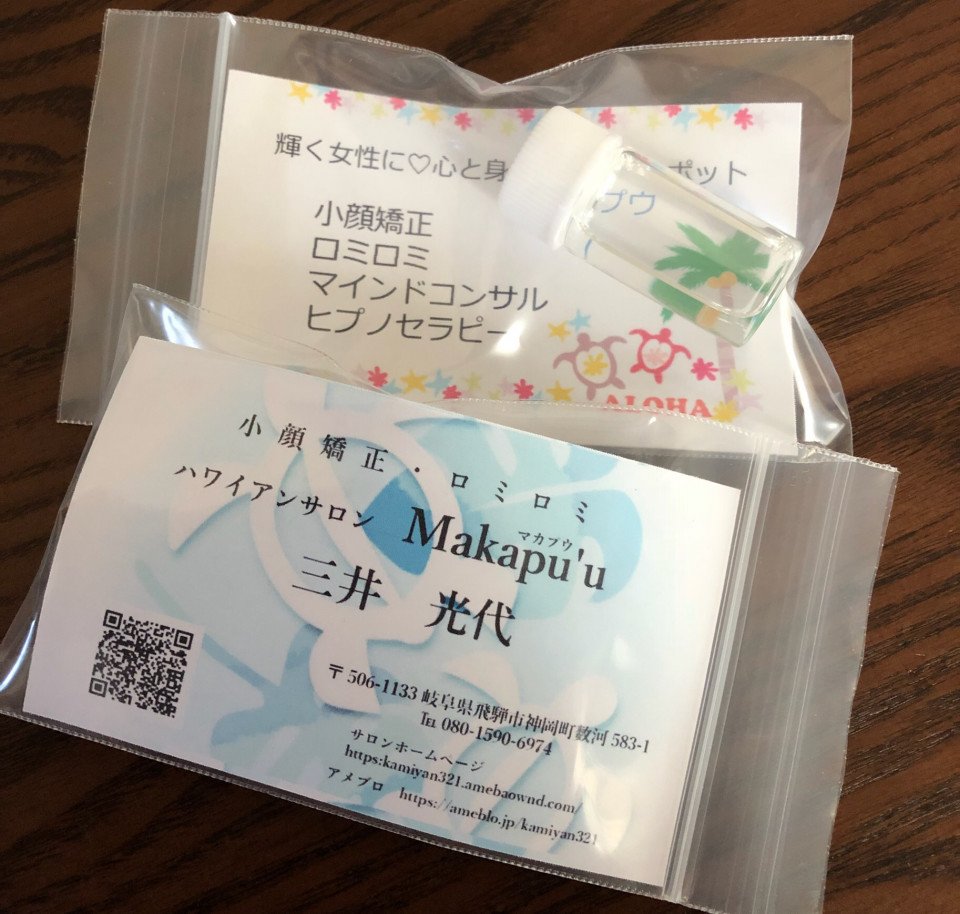 輝く女性に♡心と身 ポット
プウ
小顔矯正
ロミロミ
マインドコンサル
ヒプノセラピー
ALOHA
小顔矯正・ロミロミ
ハワイアンサロン Makapu'u
マカプウ
三井 光代
〒506-1133 岐阜県飛騨市神岡町数河 583-1
℡ 080-1590-6974
サロンホームページ
https:kamiyan321.amebaownd.com/
アメブロ https://ameblo.jp/kamiyan321